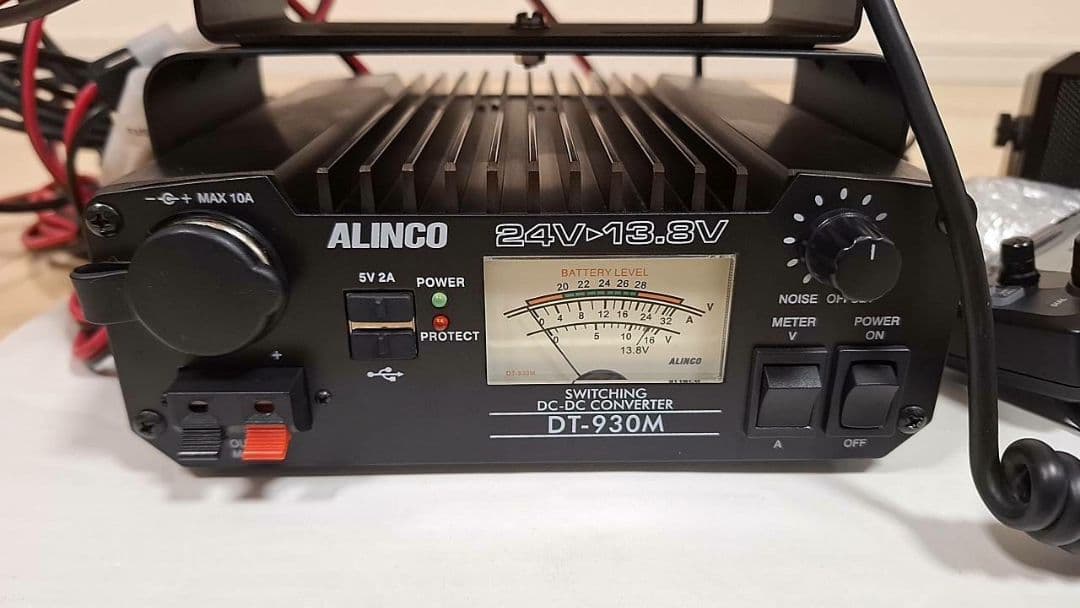 MAX 10A
ALINCO
24V▷13.8V
5V 2A
POWER
PROTECT
BATTERY LEVEL
20 22 24 26 28
V
0 4 8 12 16 24 32 A
0 5 10 16 V
13.8V
ALINCO
DT-930M
SWITCHING
DC-DC CONVERTER
DT-930M
NOISE
METER
V
A
POWER
ON
OFF